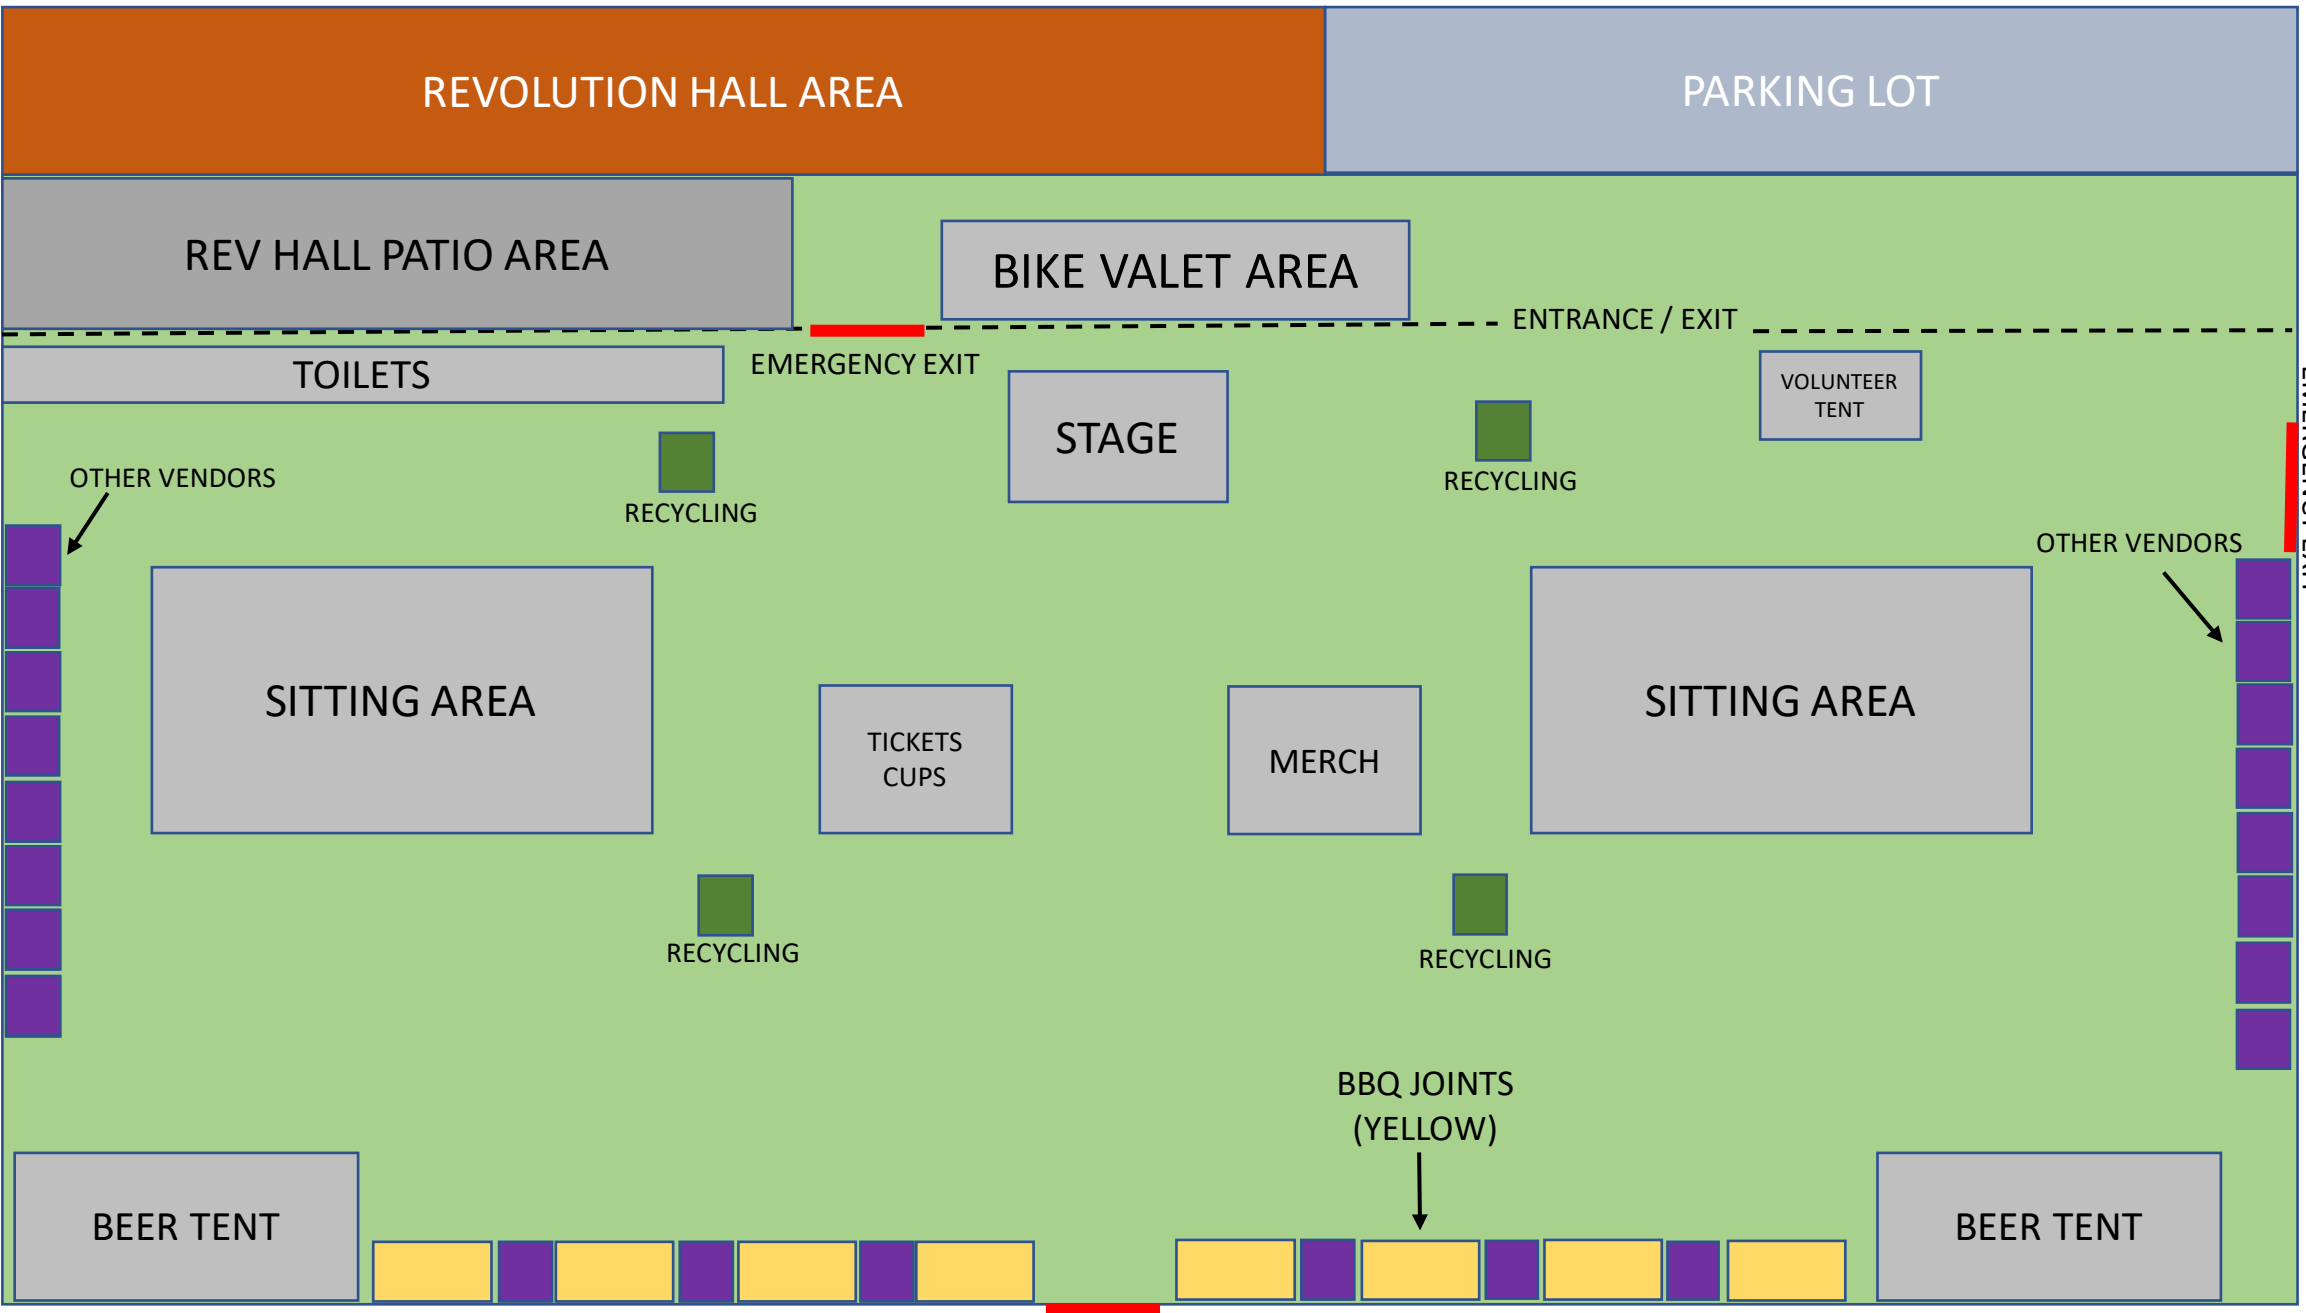 REVOLUTION HALL AREA
PARKING LOT
REV HALL PATIO AREA
BIKE VALET AREA
ENTRANCE / EXIT
TOILETS
EMERGENCY EXIT
STAGE
VOLUNTEER
TENT
RECYCLING
RECYCLING
OTHER VENDORS
OTHER VENDORS
EMERGENCY EXIT
SITTING AREA
TICKETS
CUPS
MERCH
SITTING AREA
RECYCLING
RECYCLING
BBQ JOINTS
(YELLOW)
BEER TENT
BEER TENT